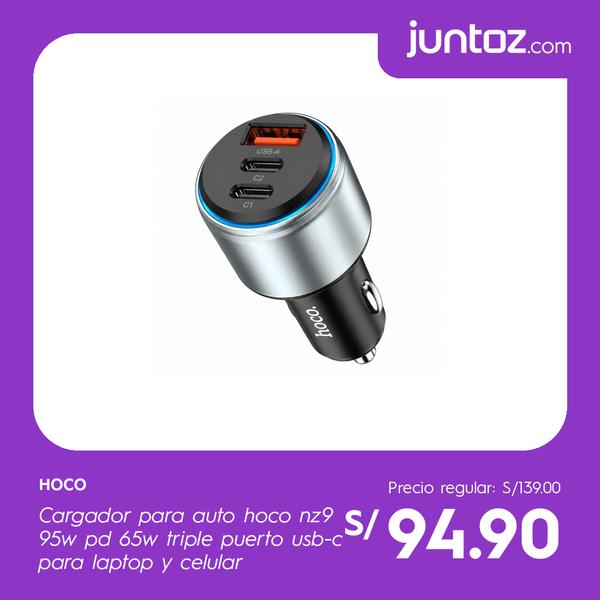 juntoz.com
USB-A
C2
C1
hoco.
HOCO
Precio regular: S/139.00
Cargador para auto hoco nz9
95w pd 65w triple puerto usb-c
para laptop y celular
S/ 94.90